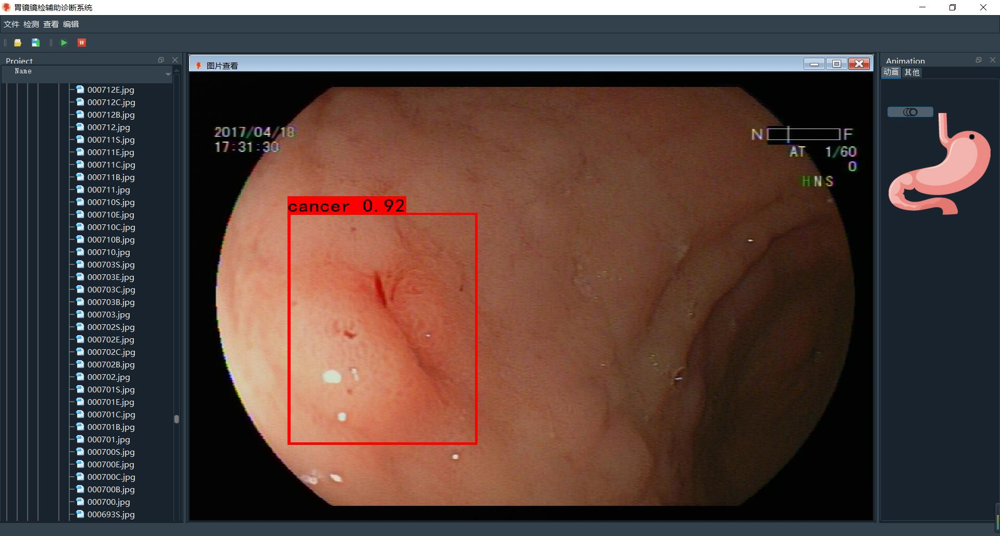 胃镜镜检辅助诊断系统
文件 检测 查看 编辑
Project
Name
000712E.jpg
000712C.jpg
000712B.jpg
000712.jpg
000711S.jpg
000711E.jpg
000711C.jpg
000711B.jpg
000711.jpg
000710S.jpg
000710E.jpg
000710C.jpg
000710B.jpg
000710.jpg
000703S.jpg
000703E.jpg
000703C.jpg
000703B.jpg
000703.jpg
000702S.jpg
000702E.jpg
000702C.jpg
000702B.jpg
000702.jpg
000701S.jpg
000701E.jpg
000701C.jpg
000701B.jpg
000701.jpg
000700S.jpg
000700E.jpg
000700C.jpg
000700B.jpg
000700.jpg
000693S.jpg
图片查看
2017/04/18
17:31:30
N F
AT 1/60
0
HNS
cancer 0.92
Animation
动画 其他